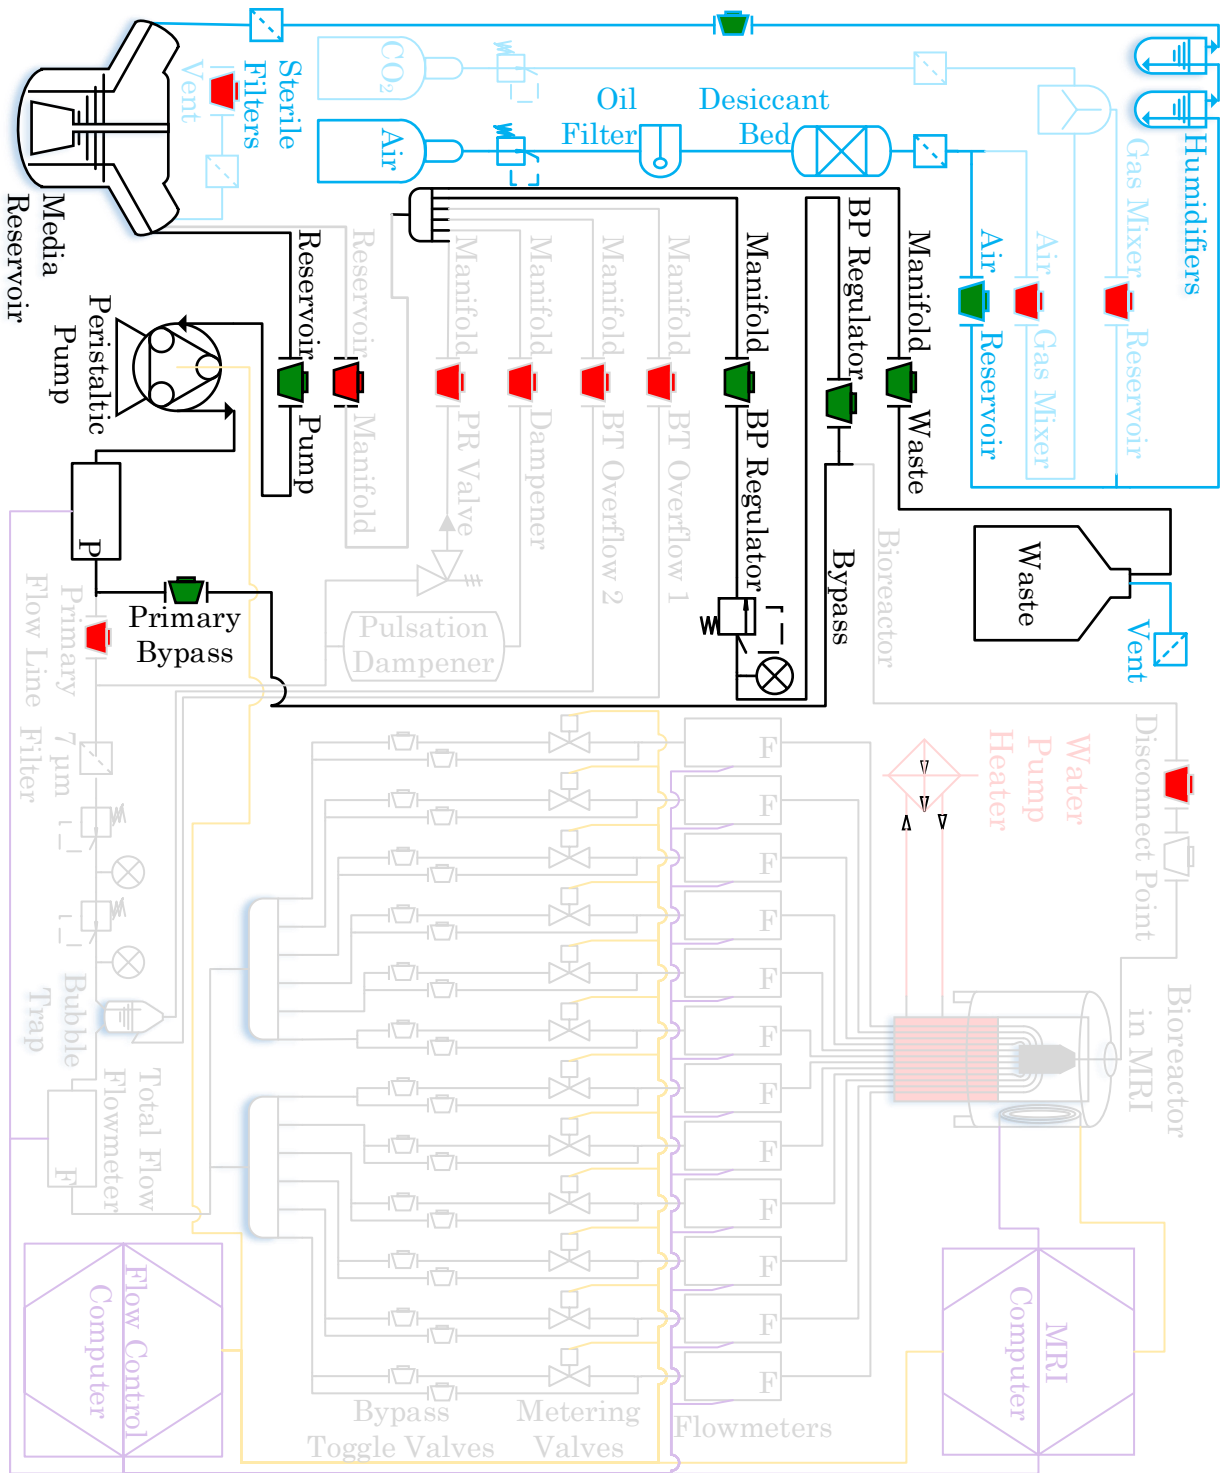 Media
Reservoir
Vent
Sterile
Filters
CO2
Air
Oil
Filter
Desiccant
Bed
Humidifiers
Gas Mixer
Reservoir
Air
Gas Mixer
Air
Reservoir
Manifold
Waste
BP Regulator
Bypass
Manifold
BP Regulator
Manifold
BT Overflow 1
Manifold
BT Overflow 2
Manifold
Dampener
Manifold
PR Valve
Reservoir
Manifold
Reservoir
Pump
Peristaltic
Pump
P
Primary
Bypass
Primary
Flow Line
Pulsation
Dampener
Waste
Vent
Bioreactor
Disconnect Point
Water
Pump
Heater
7 μm
Filter
Bubble
Trap
Total Flow
Flowmeter
F
F
F
F
F
F
F
F
F
F
F
F
F
Bioreactor
in MRI
Flow Control
Computer
MRI
Computer
Bypass
Toggle Valves
Metering
Valves
Flowmeters